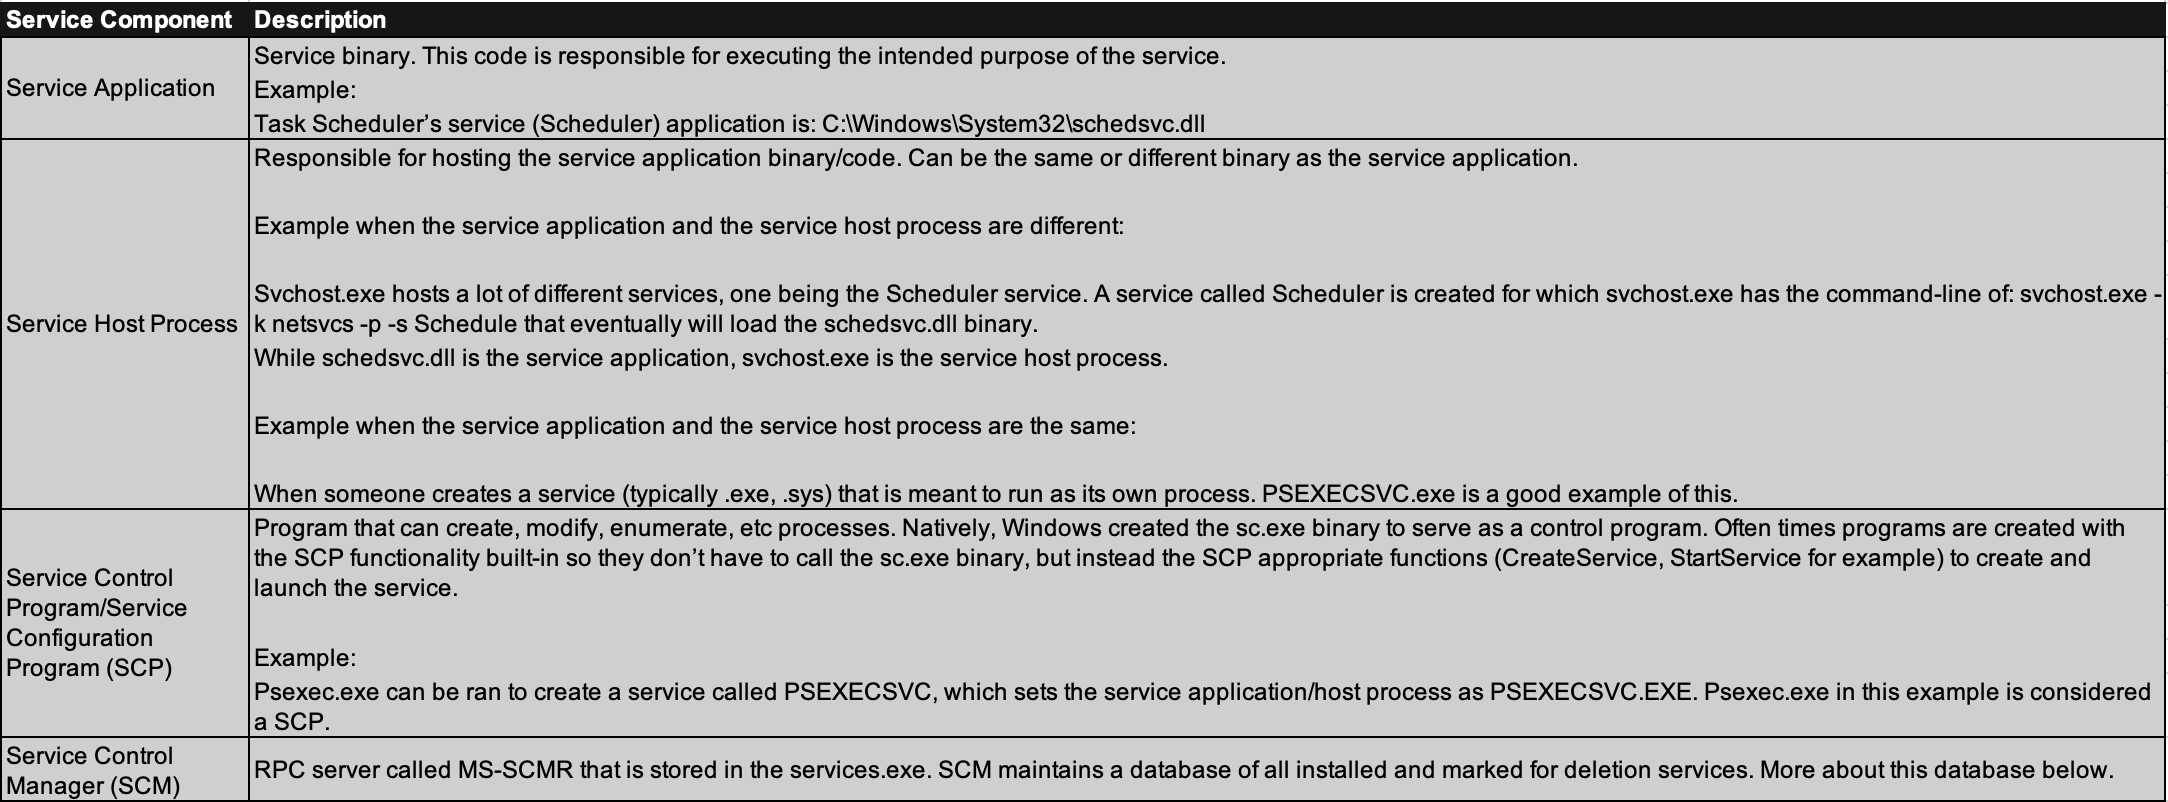 Service Component Description
Service Application
Service binary. This code is responsible for executing the intended purpose of the service.
Example:
Task Scheduler’s service (Scheduler) application is: C:\Windows\System32\schedsvc.dll
Service Host Process
Responsible for hosting the service application binary/code. Can be the same or different binary as the service application.
Example when the service application and the service host process are different:
Svchost.exe hosts a lot of different services, one being the Scheduler service. A service called Scheduler is created for which svchost.exe has the command-line of: svchost.exe -
k netsvcs -p -s Schedule that eventually will load the schedsvc.dll binary.
While schedsvc.dll is the service application, svchost.exe is the service host process.
Example when the service application and the service host process are the same:
When someone creates a service (typically .exe, .sys) that is meant to run as its own process. PSEXECSVC.exe is a good example of this.
Service Control
Program/Service
Configuration
Program (SCP)
Program that can create, modify, enumerate, etc processes. Natively, Windows created the sc.exe binary to serve as a control program. Often times programs are created with
the SCP functionality built-in so they don’t have to call the sc.exe binary, but instead the SCP appropriate functions (CreateService, StartService for example) to create and
launch the service.
Example:
Psexec.exe can be ran to create a service called PSEXECSVC, which sets the service application/host process as PSEXECSVC.EXE. Psexec.exe in this example is considered
a SCP.
Service Control
Manager (SCM)
RPC server called MS-SCMR that is stored in the services.exe. SCM maintains a database of all installed and marked for deletion services. More about this database below.